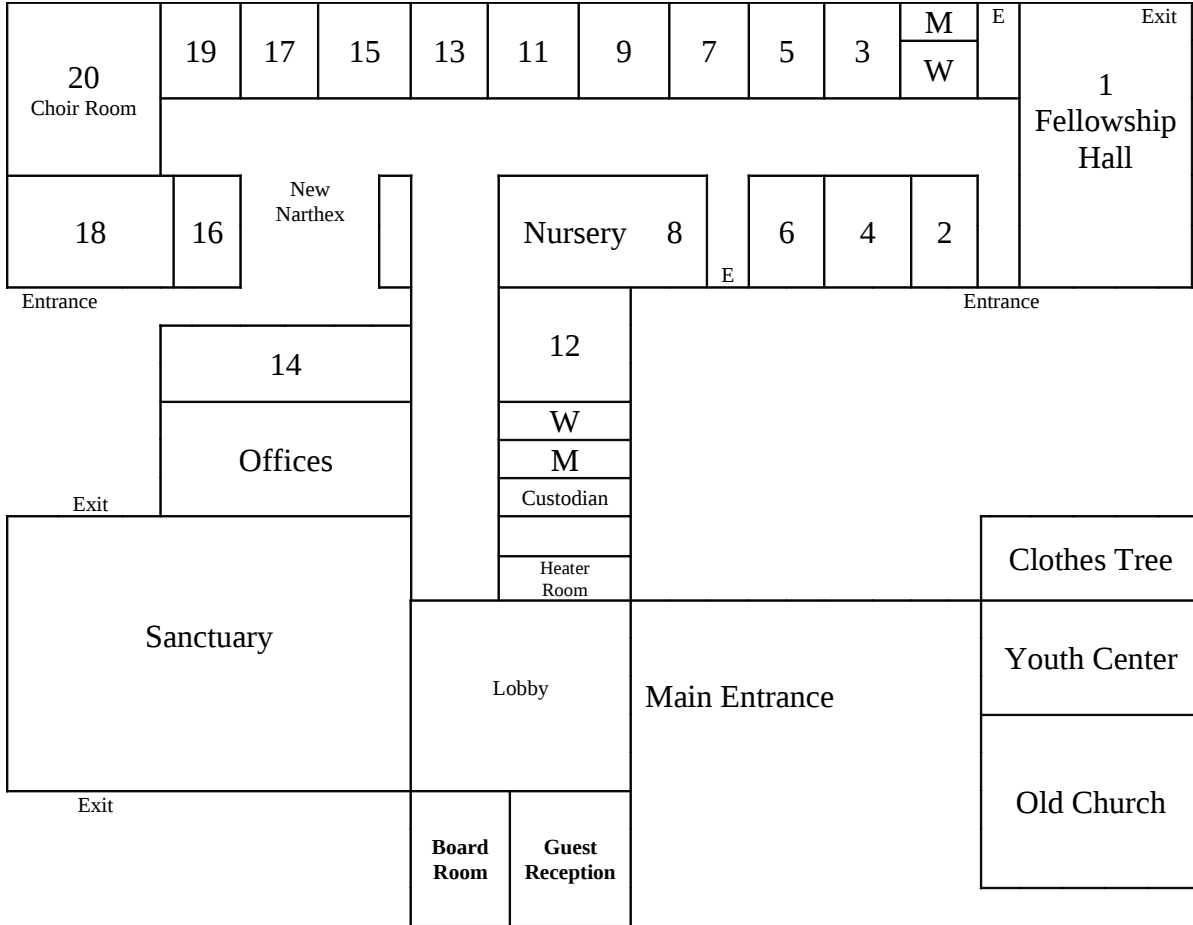 M E Exit
19 17 15 13 11 9 7 5 3
W
20
Choir Room
1
Fellowship
Hall
New
Narthex
18 16 Nursery 8 6 4 2
E
Entrance Entrance
12
14
W
Offices M
Custodian
Exit
Heater
Room
Clothes Tree
Sanctuary
Lobby
Main Entrance
Youth Center
Exit
Old Church
Board
Room
Guest
Reception